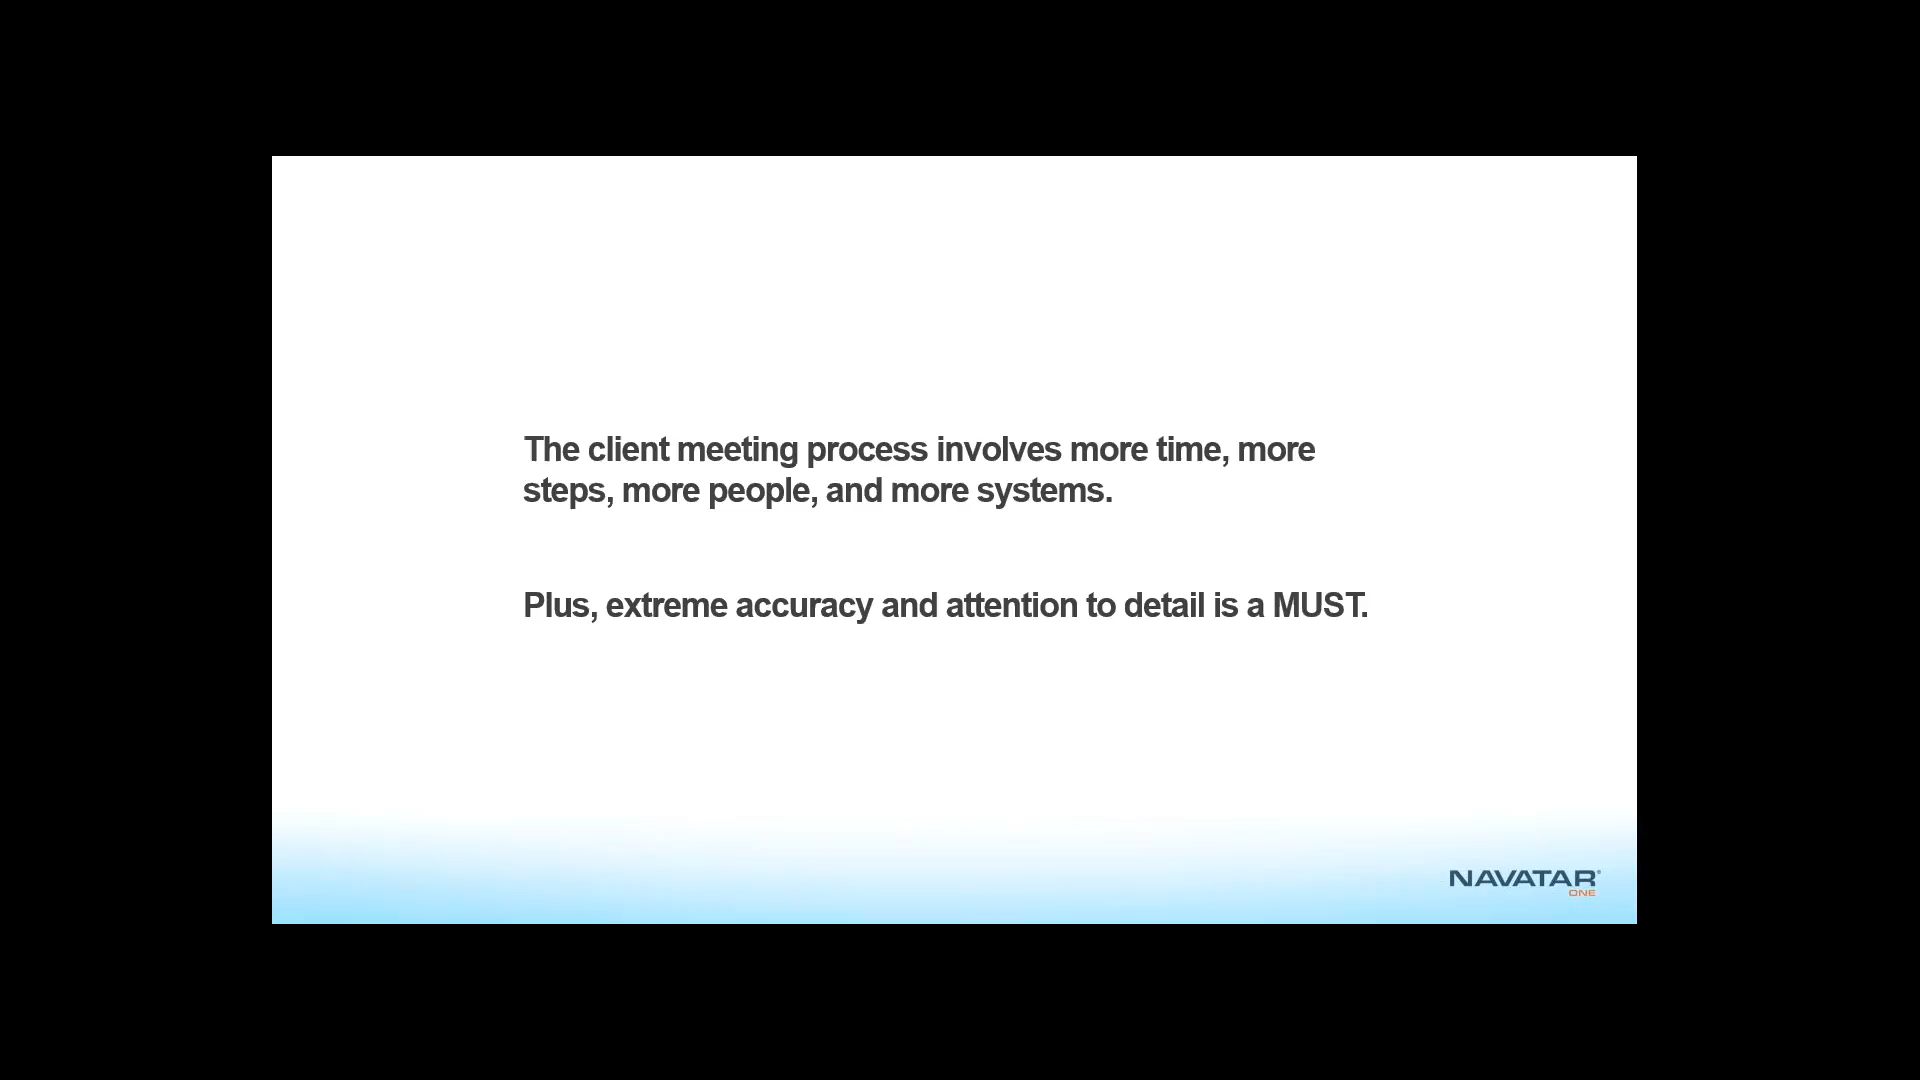 The client meeting process involves more time, more
steps, more people, and more systems.
Plus, extreme accuracy and attention to detail is a MUST.
NAVATAR®
ONE